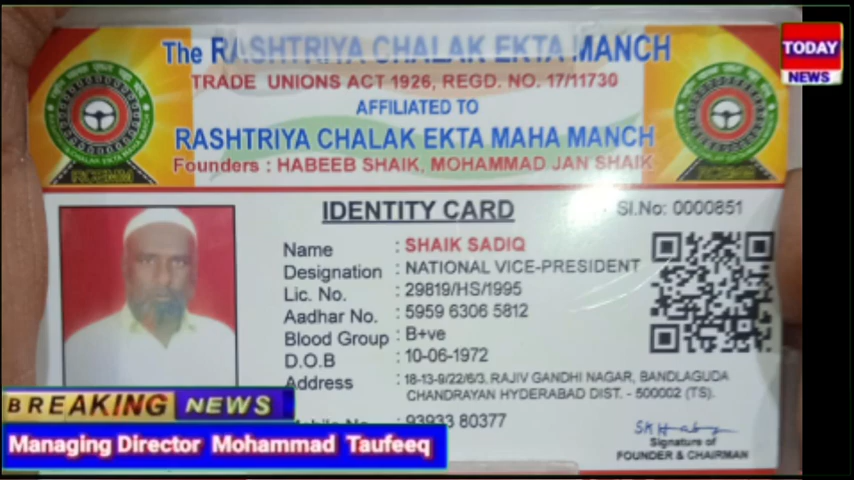 The RASHTRIYA CHALAK EKTA MANCH
TRADE UNIONS ACT 1926, REGD. NO. 17/11730
AFFILIATED TO
RASHTRIYA CHALAK EKTA MAHA MANCH
Founders : HABEEB SHAIK, MOHAMMAD JAN SHAIK
TODAY
NEWS
IDENTITY CARD
Sl.No: 0000851
Name : SHAIK SADIQ
Designation : NATIONAL VICE-PRESIDENT
Lic. No. : 29819/HS/1995
Aadhar No. : 5959 6306 5812
Blood Group : B+ve
D.O.B : 10-06-1972
Address : 18-13-9/22/6/3, RAJIV GANDHI NAGAR, BANDLAGUDA
CHANDRAYAN HYDERABAD DIST. - 500002 (TS).
: 93933 80377
Signature of
FOUNDER & CHAIRMAN
BREAKING NEWS
Managing Director Mohammad Taufeeq